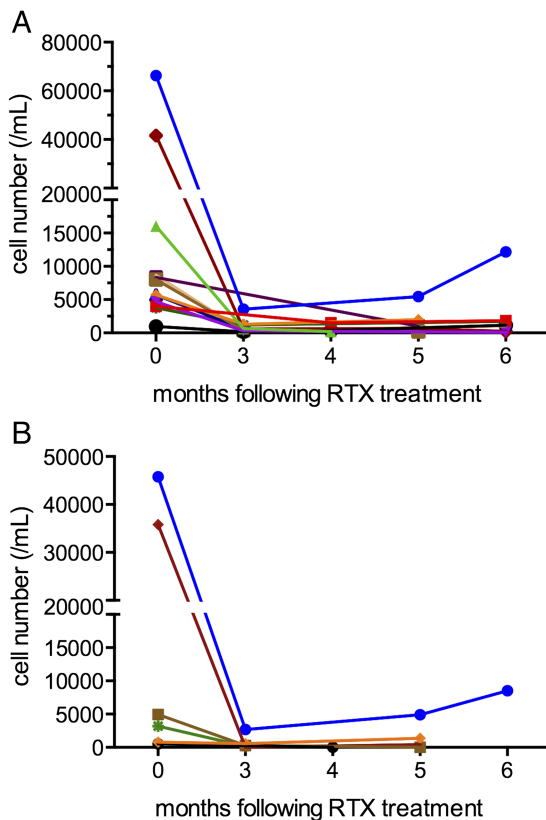 A
80000
60000
40000
20000
15000
10000
5000
0
cell number (/mL)
0 3 4 5 6
months following RTX treatment
B
50000
40000
30000
20000
15000
10000
5000
0
cell number (/mL)
0 3 4 5 6
months following RTX treatment